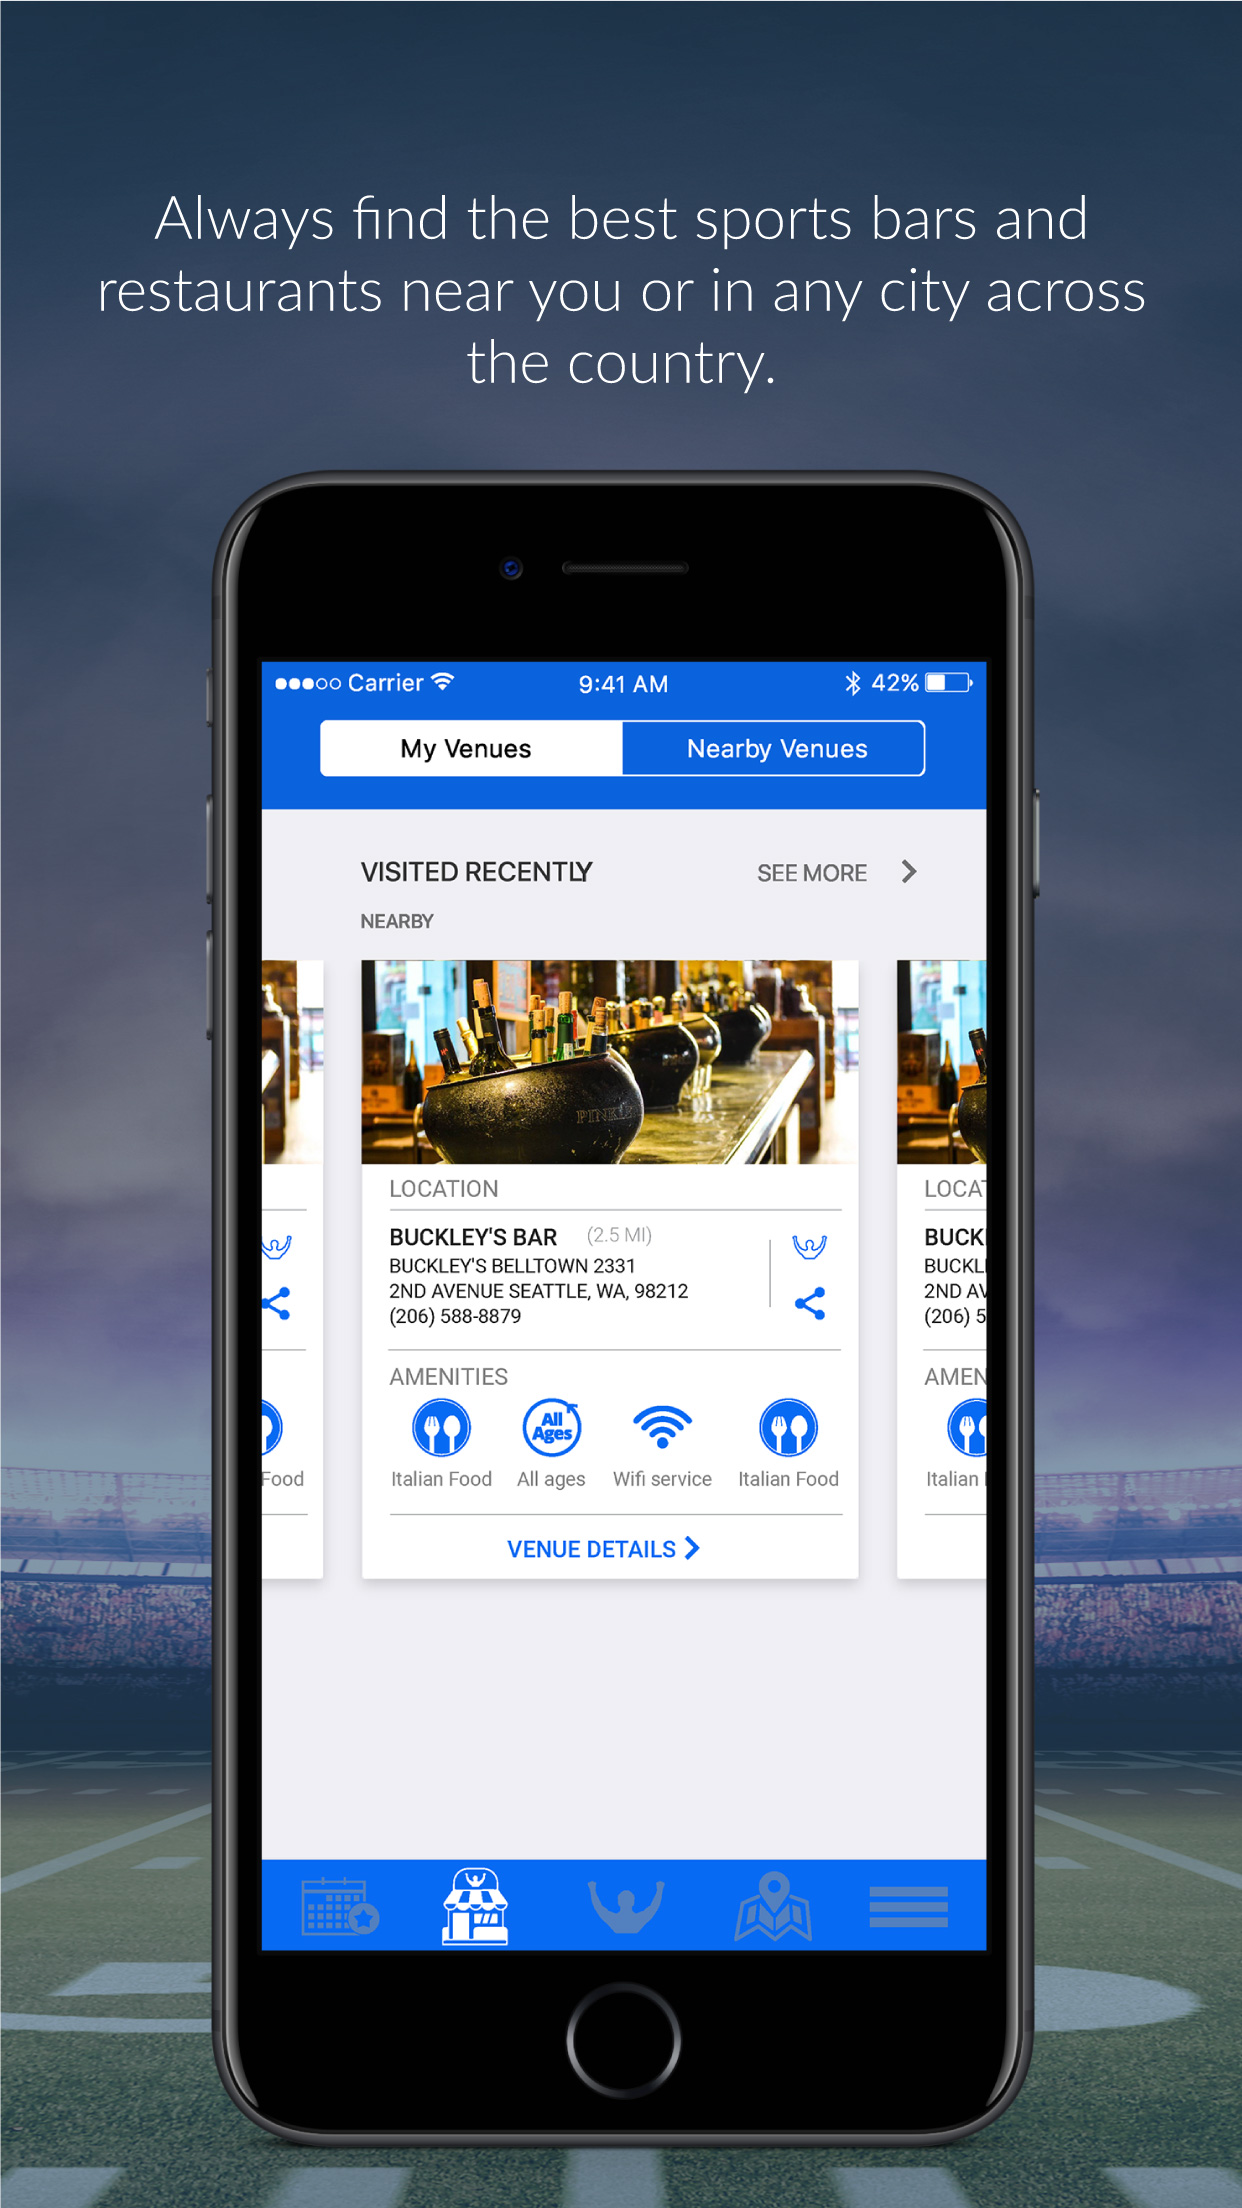 Always find the best sports bars and
restaurants near you or in any city across
the country.
Carrier 9:41 AM 42%
My Venues Nearby Venues
VISITED RECENTLY SEE MORE
NEARBY
LOCATION
BUCKLEY'S BAR (2.5 MI)
BUCKLEY'S BELLTOWN 2331
2ND AVENUE SEATTLE, WA, 98212
(206) 588-8879
AMENITIES
All
Ages
Italian Food All ages Wifi service Italian Food
VENUE DETAILS
Food
LOCAT
BUCK
BUCKL
2ND AV
(206) 5
AMEN
Italian